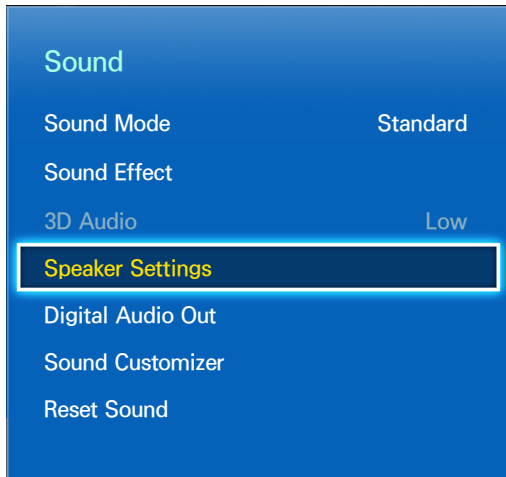 Sound
Sound Mode Standard
Sound Effect
3D Audio Low
Speaker Settings
Digital Audio Out
Sound Customizer
Reset Sound